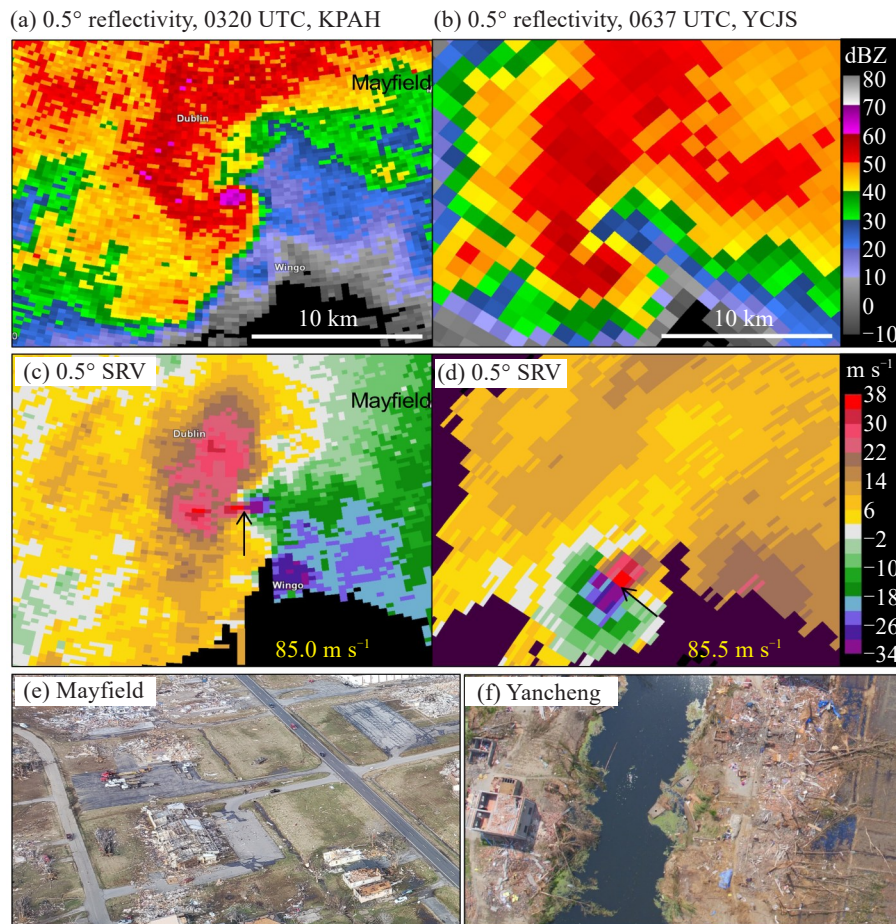 (a) 0.5° reflectivity, 0320 UTC, KPAH
(b) 0.5° reflectivity, 0637 UTC, YCJS
Mayfield
Dublin
Wingo
10 km
10 km
dBZ
80
70
60
50
40
30
20
10
0
−10
(c) 0.5° SRV
Mayfield
Dublin
Wingo
85.0 m s⁻¹
(d) 0.5° SRV
85.5 m s⁻¹
m s⁻¹
38
30
22
14
6
−2
−10
−18
−26
−34
(e) Mayfield
(f) Yancheng